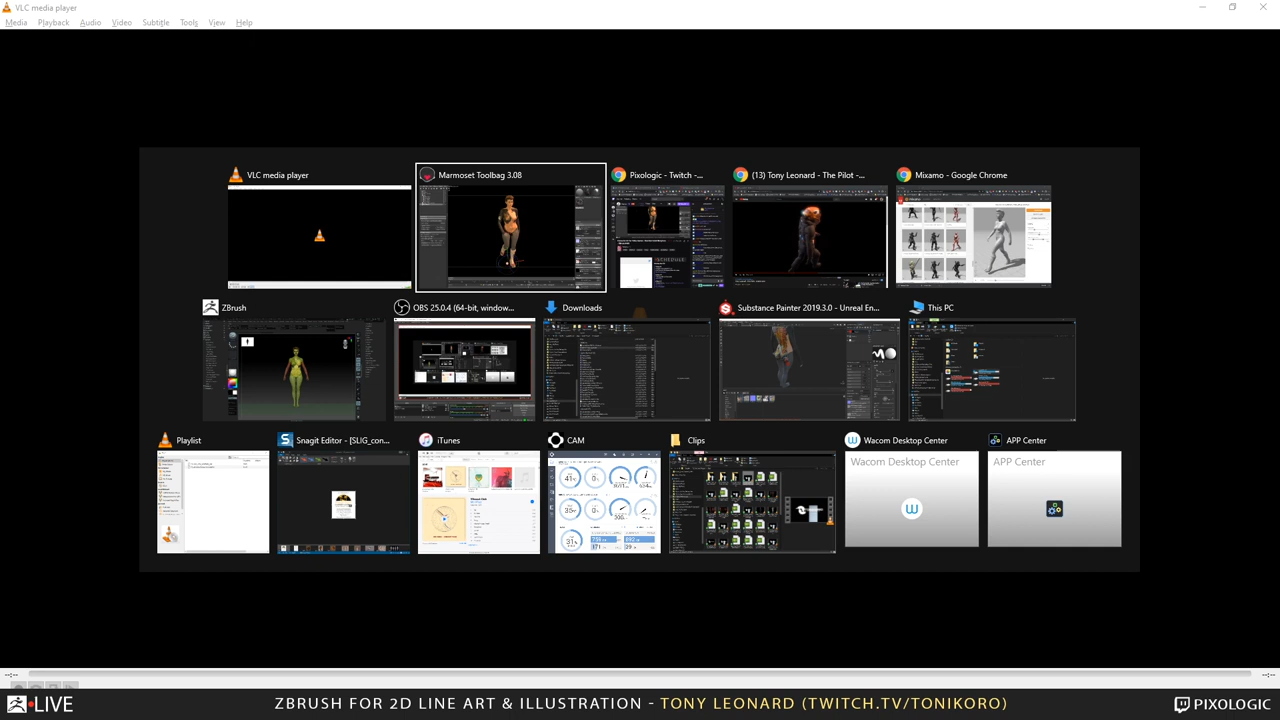 VLC media player
Media Playback Audio Video Subtitle Tools View Help
VLC media player
Marmoset Toolbag 3.08
Pixologic - Twitch -...
(13) Tony Leonard - The Pilot -...
Mixamo - Google Chrome
ZBrush
OBS 25.0.4 (64-bit, window...
Downloads
Substance Painter 2019.3.0 - Unreal En...
This PC
Playlist
Snagit Editor - [SLIG_con...
iTunes
CAM
Clips
Wacom Desktop Center
APP Center
Wacom Desktop Center
APP Center
--:--
--:--
LIVE
ZBRUSH FOR 2D LINE ART & ILLUSTRATION - TONY LEONARD (TWITCH.TV/TONIKORO)
PIXOLOGIC